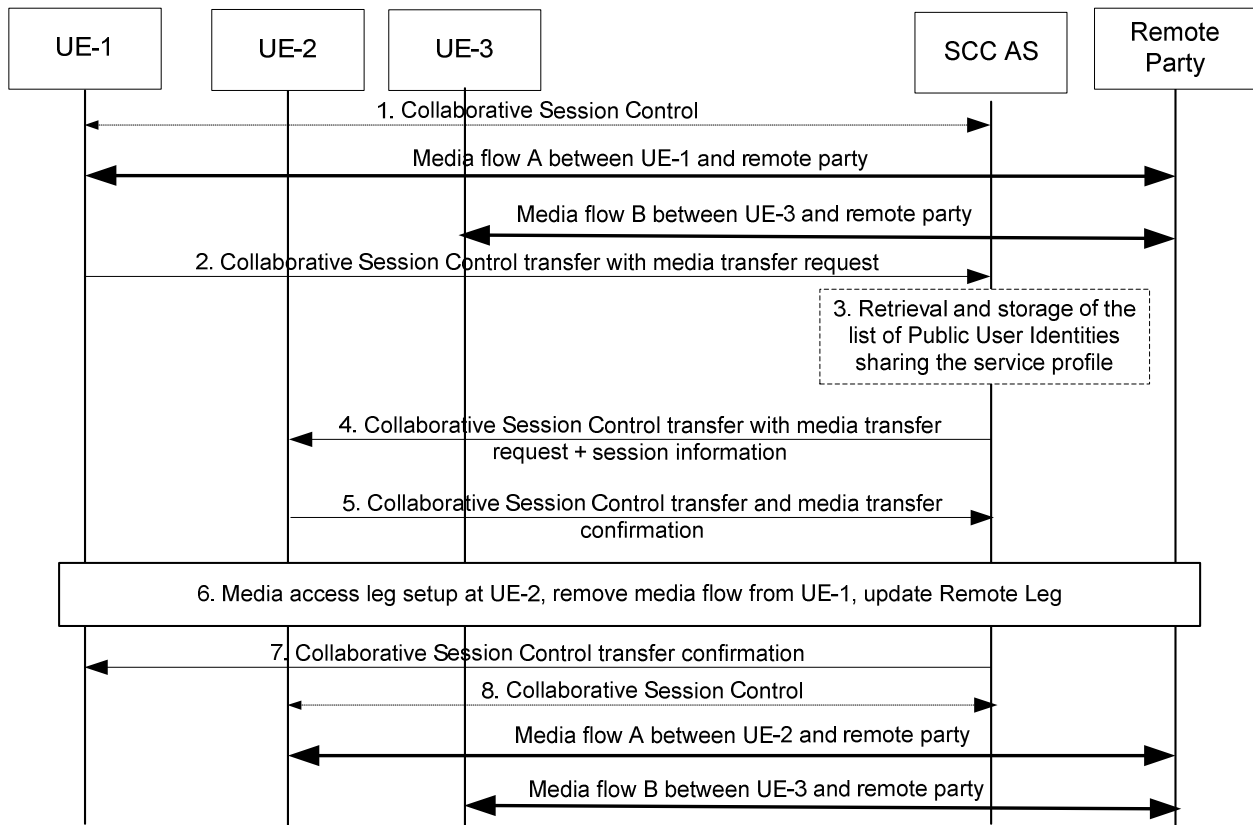 UE-1
UE-2
UE-3
SCC AS
Remote
Party
1. Collaborative Session Control
Media flow A between UE-1 and remote party
Media flow B between UE-3 and remote party
2. Collaborative Session Control transfer with media transfer request
3. Retrieval and storage of the
list of Public User Identities
sharing the service profile
4. Collaborative Session Control transfer with media transfer
request + session information
5. Collaborative Session Control transfer and media transfer
confirmation
6. Media access leg setup at UE-2, remove media flow from UE-1, update Remote Leg
7. Collaborative Session Control transfer confirmation
8. Collaborative Session Control
Media flow A between UE-2 and remote party
Media flow B between UE-3 and remote party